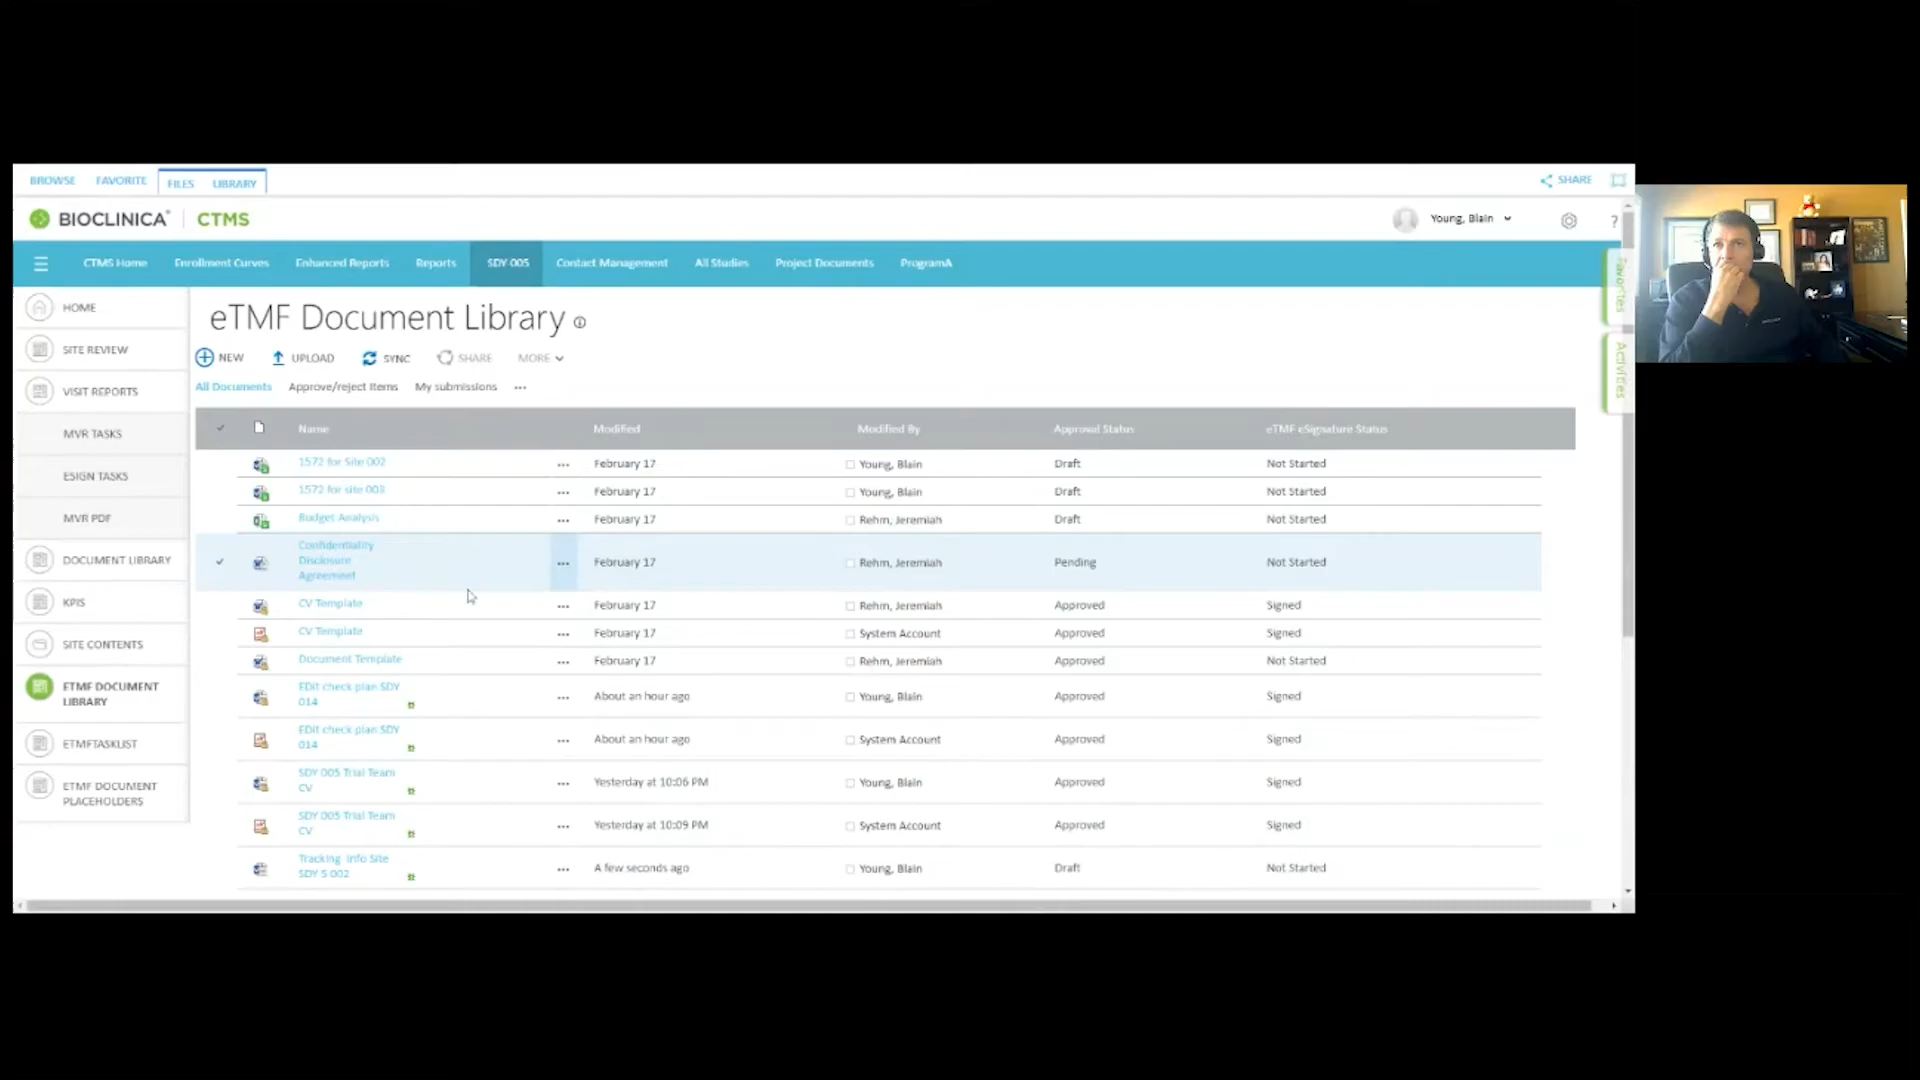 BROWSE FAVORITE FILES LIBRARY SHARE
BIOCLINICA® CTMS Young, Blain ?
CTMS Home Enrollment Curves Enhanced Reports Reports SDY 005 Contact Management All Studies Project Documents ProgramA
Favorites
Activities
HOME
SITE REVIEW
VISIT REPORTS
MVR TASKS
ESIGN TASKS
MVR PDF
DOCUMENT LIBRARY
KPIS
SITE CONTENTS
ETMF DOCUMENT
LIBRARY
ETMFTASKLIST
ETMF DOCUMENT
PLACEHOLDERS
eTMF Document Library
NEW UPLOAD SYNC SHARE MORE
All Documents Approve/reject Items My submissions ...
Name Modified Modified By Approval Status eTMF eSignature Status
1572 for Site 002 ... February 17 Young, Blain Draft Not Started
1572 for site 003 ... February 17 Young, Blain Draft Not Started
Budget Analysis ... February 17 Rehm, Jeremiah Draft Not Started
Confidentiality
Disclosure
Agreement ... February 17 Rehm, Jeremiah Pending Not Started
CV Template ... February 17 Rehm, Jeremiah Approved Signed
CV Template ... February 17 System Account Approved Signed
Document Template ... February 17 Rehm, Jeremiah Approved Not Started
EDit check plan SDY
014 ... About an hour ago Young, Blain Approved Signed
EDit check plan SDY
014 ... About an hour ago System Account Approved Signed
SDY 005 Trial Team
CV ... Yesterday at 10:06 PM Young, Blain Approved Signed
SDY 005 Trial Team
CV ... Yesterday at 10:09 PM System Account Approved Signed
Tracking Info Site
SDY 5 002 ... A few seconds ago Young, Blain Draft Not Started